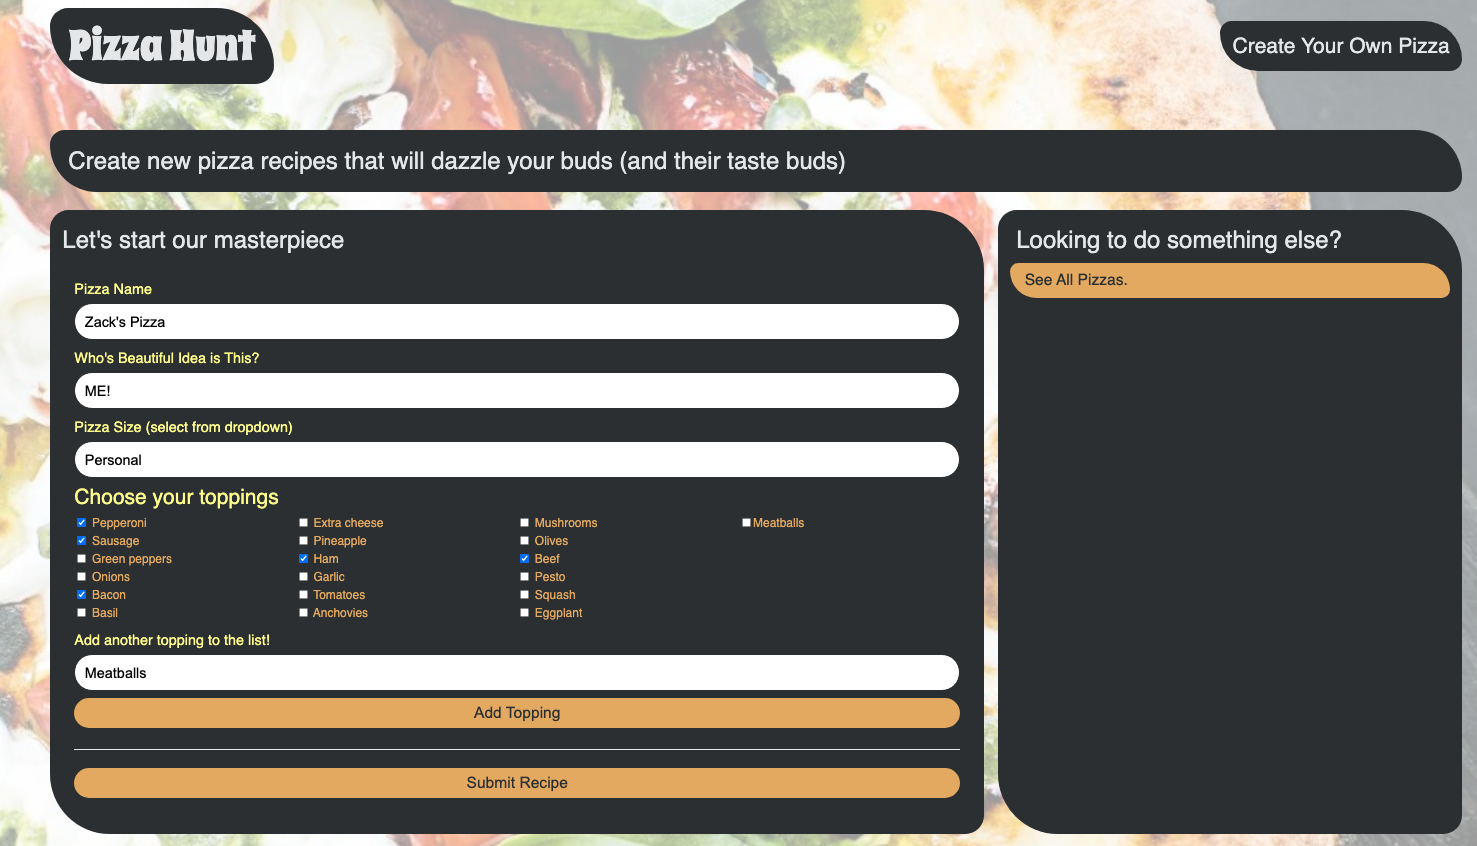 Pizza Hunt
Create Your Own Pizza
Create new pizza recipes that will dazzle your buds (and their taste buds)
Let's start our masterpiece
Pizza Name
Zack's Pizza
Who's Beautiful Idea is This?
ME!
Pizza Size (select from dropdown)
Personal
Choose your toppings
Pepperoni
Sausage
Green peppers
Onions
Bacon
Basil
Extra cheese
Pineapple
Ham
Garlic
Tomatoes
Anchovies
Mushrooms
Olives
Beef
Pesto
Squash
Eggplant
Meatballs
Add another topping to the list!
Meatballs
Add Topping
Submit Recipe
Looking to do something else?
See All Pizzas.